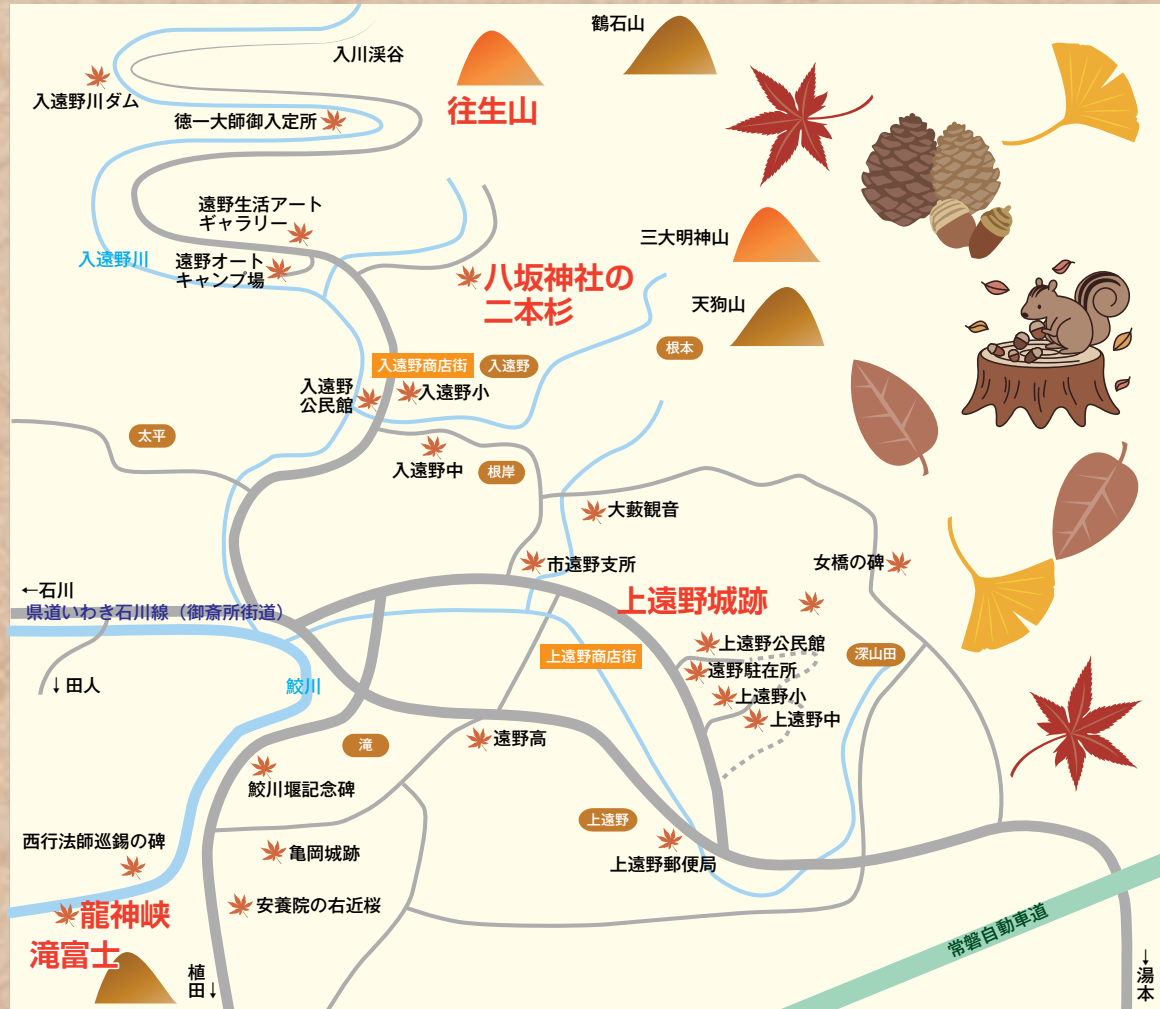 鶴石山
入川渓谷
往生山
入遠野川ダム
徳一大師御入定所
遠野生活アート
ギャラリー
入遠野川
遠野オート
キャンプ場
三大明神山
八坂神社の
二本杉
天狗山
根本
入遠野商店街
入遠野
入遠野
公民館
入遠野小
太平
入遠野中
根岸
大藪観音
市遠野支所
女橋の碑
←石川
県道いわき石川線（御斎所街道）
上遠野城跡
上遠野公民館
上遠野商店街
深山田
遠野駐在所
↓田人
鮫川
上遠野小
上遠野中
滝
遠野高
鮫川堰記念碑
上遠野
西行法師巡錫の碑
亀岡城跡
上遠野郵便局
安養院の右近桜
龍神峡
滝富士
常磐自動車道
植田↓
↓湯本